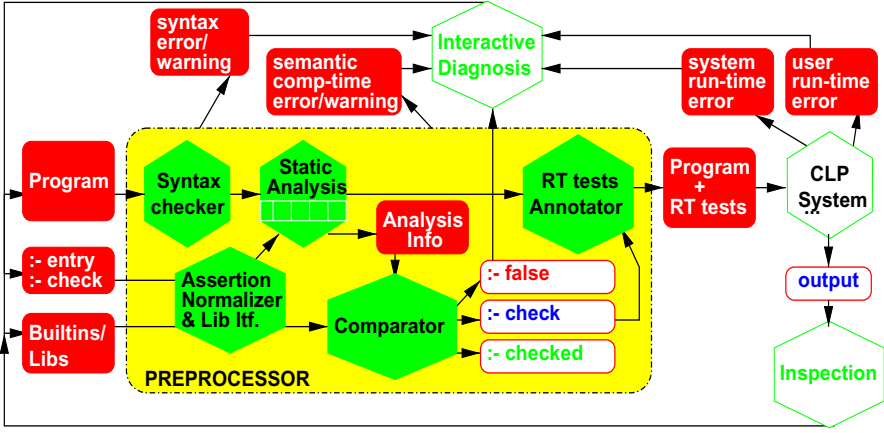 syntax
error/
warning
semantic
comp-time
error/warning
Interactive
Diagnosis
system
run-time
error
user
run-time
error
Program
Syntax
checker
Static
Analysis
RT tests
Annotator
Program
+
RT tests
CLP
System
...
Analysis
Info
:- entry
:- check
Assertion
Normalizer
& Lib Itf.
Builtins/
Libs
Comparator
:- false
:- check
:- checked
output
Inspection
PREPROCESSOR